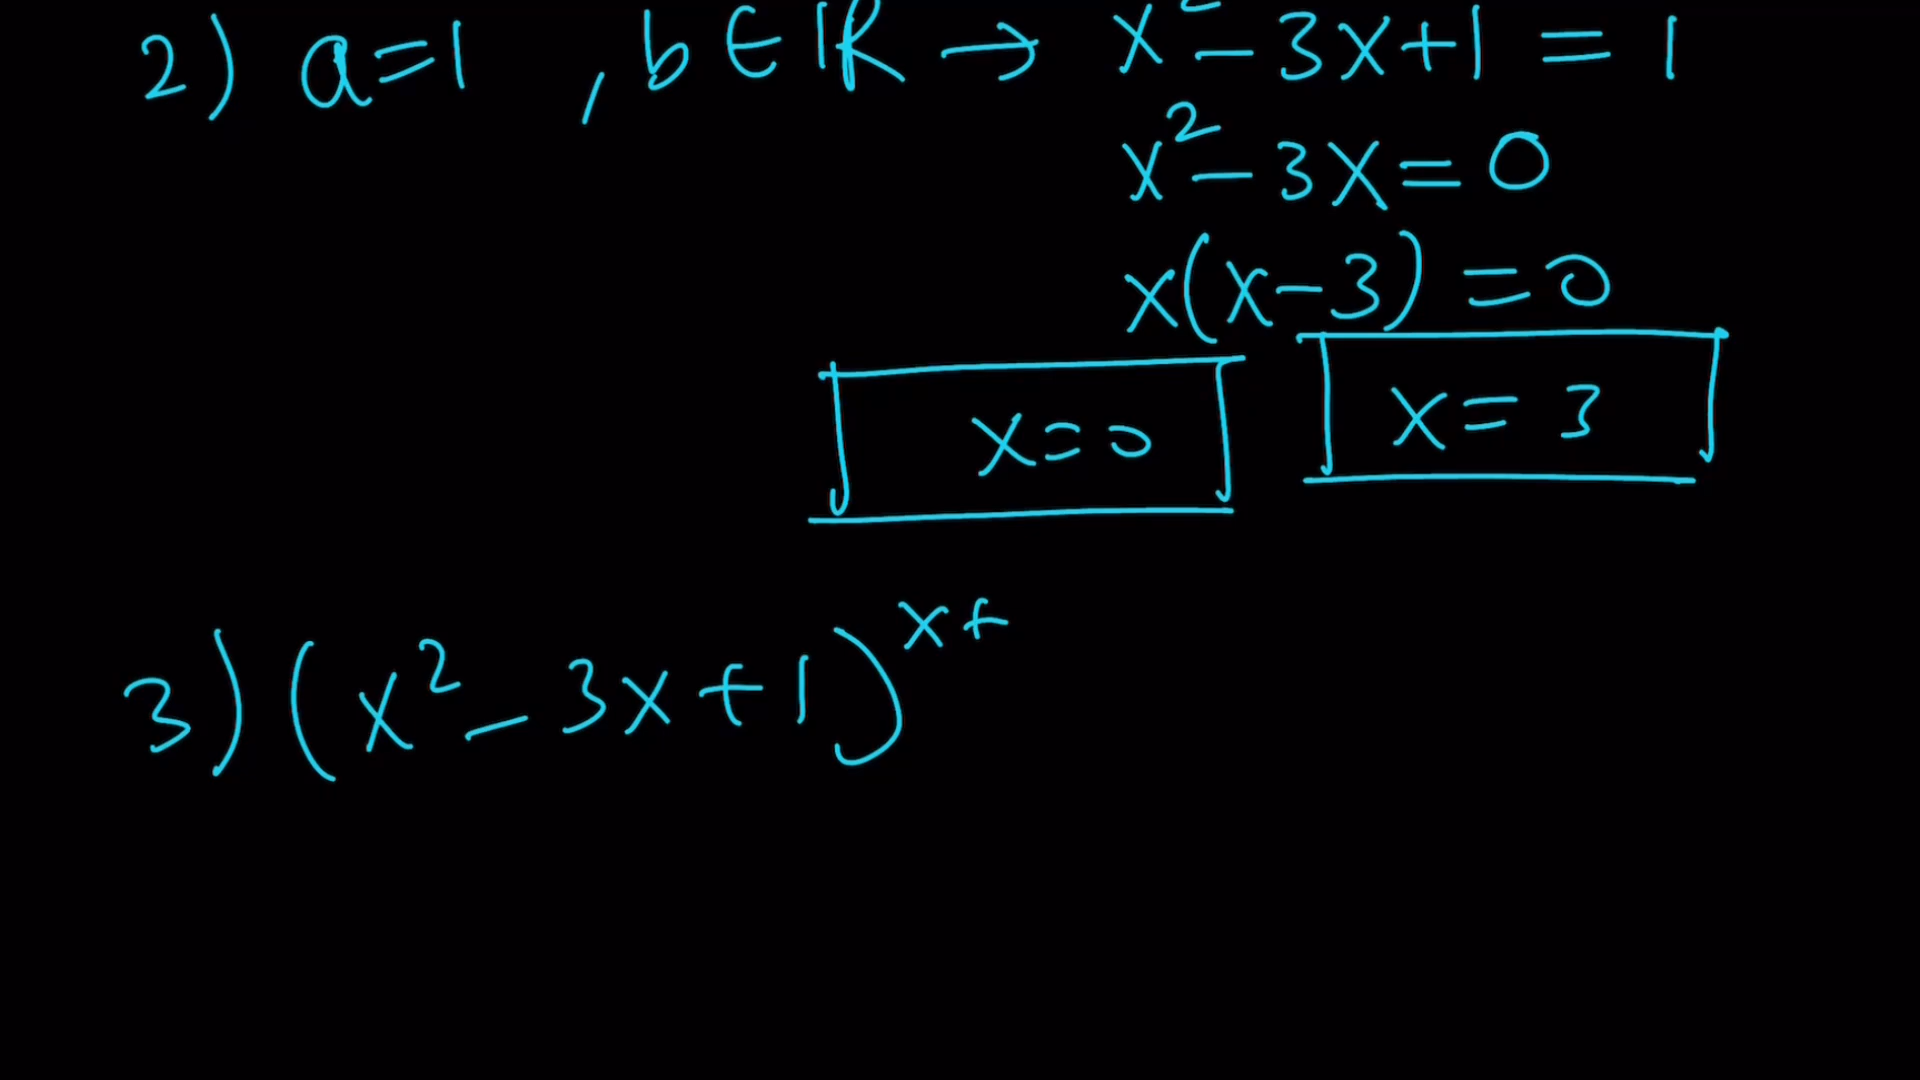 2) a=1 , b∈ℝ → x²-3x+1=1
x²-3x=0
x(x-3)=0
x=0 x=3
3) (x²-3x+1)ˣ⁺